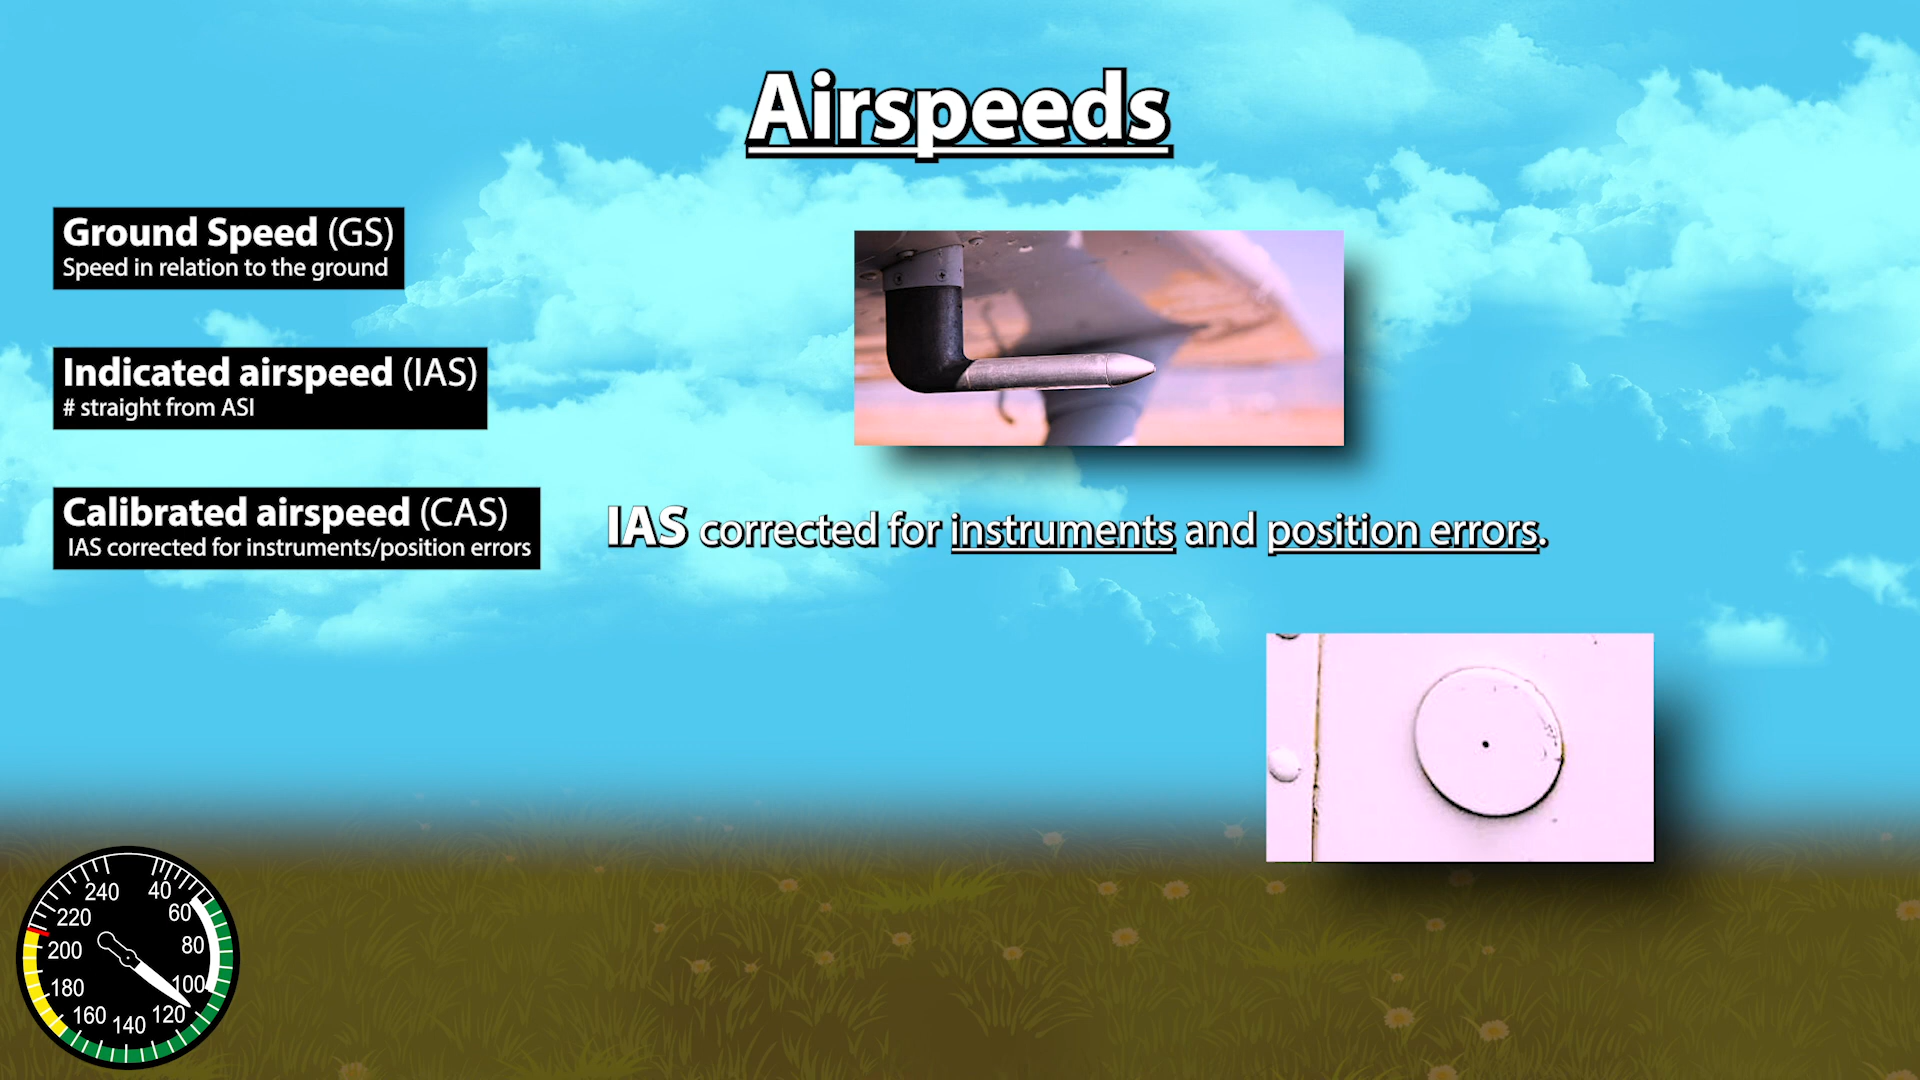 Airspeeds
Ground Speed (GS)
Speed in relation to the ground
Indicated airspeed (IAS)
# straight from ASI
Calibrated airspeed (CAS)
IAS corrected for instruments/position errors
IAS corrected for instruments and position errors.
40
60
80
100
120
140
160
180
200
220
240